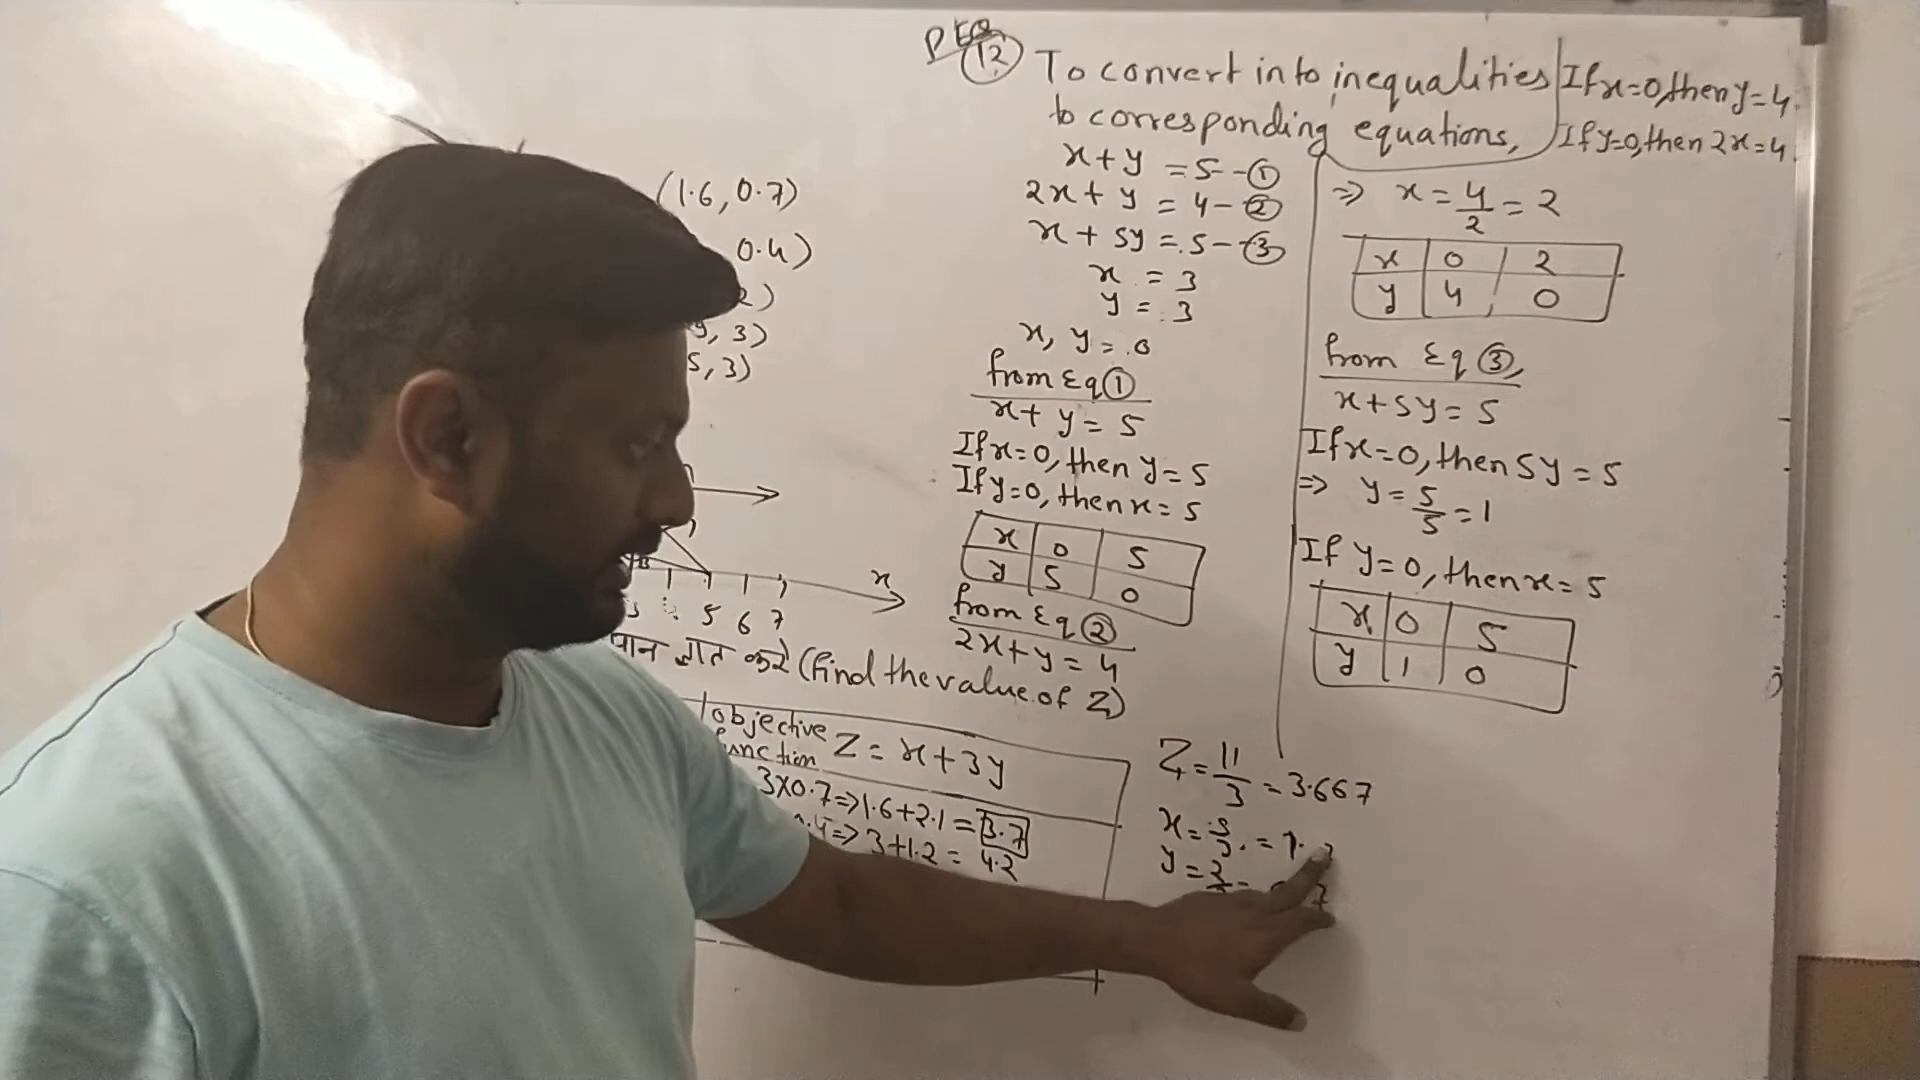 (12) To convert into inequalities
to corresponding equations,
x + y = 5 - ①
2x + y = 4 - ②
x + 5y = 5 - ③
x = 3
y = 3
x, y = 0
from Eq ①
x + y = 5
If x=0, then y = 5
If y=0, then x = 5
x | 0 | 5
y | 5 | 0
from Eq ②
2x + y = 4
If x=0, then y = 4
If y=0, then 2x = 4
⇒ x = 4/2 = 2
x | 0 | 2
y | 4 | 0
from Eq ③,
x + 5y = 5
If x=0, then 5y = 5
⇒ y = 5/5 = 1
If y=0, then x = 5
x | 0 | 5
y | 1 | 0
(1.6, 0.7)
0.4)
, 3)
5, 3)
x
5 6 7
ज्ञात करे (find the value of Z)
objective function Z = x + 3y
3×0.7 ⇒ 1.6+2.1 = 3.7
⇒ 3+1.2 = 4.2
Z = 11/3 = 3.667
x =
y =